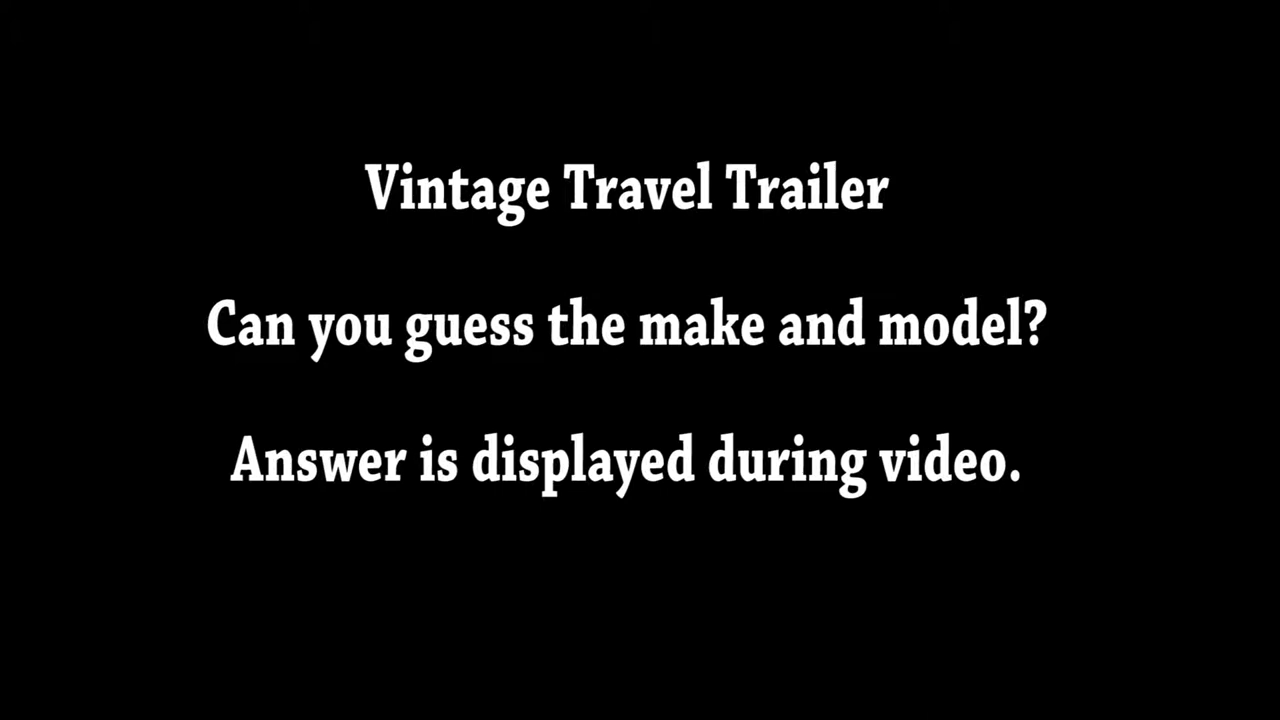 Vintage Travel Trailer
Can you guess the make and model?
Answer is displayed during video.